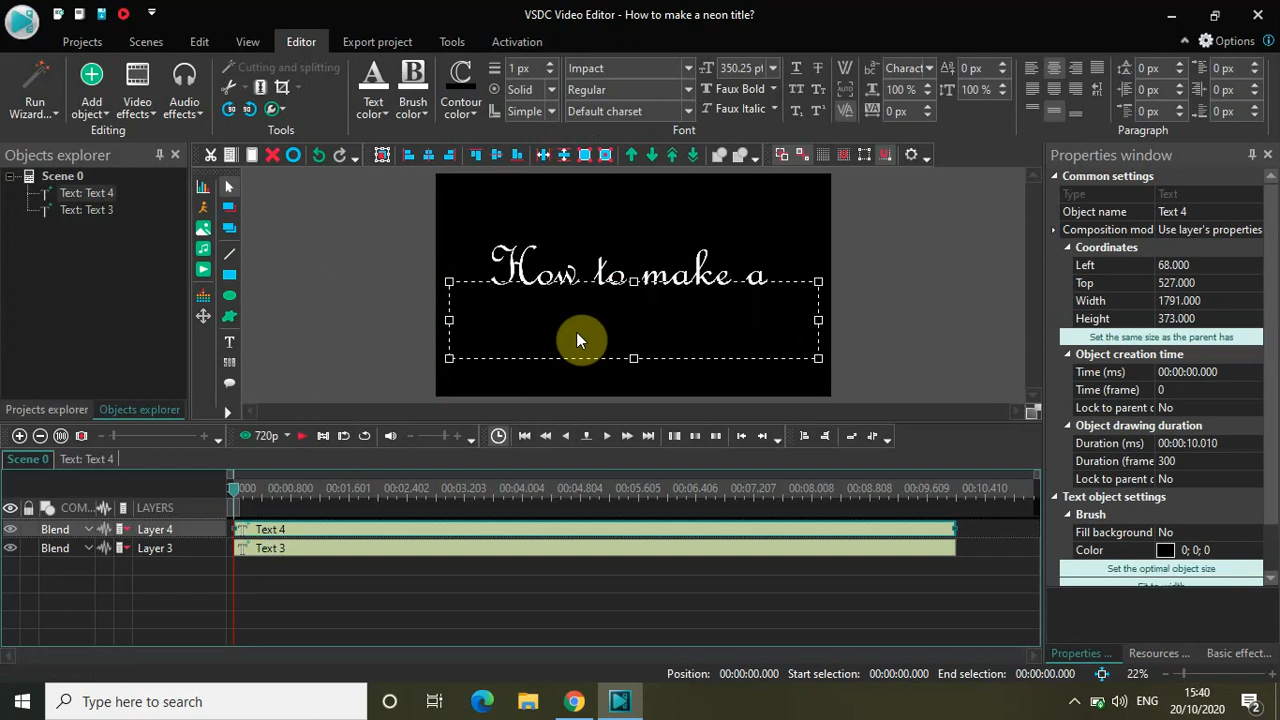 VSDC Video Editor - How to make a neon title?
Projects Scenes Edit View Editor Export project Tools Activation
Options
Run Wizard...
Add object
Video effects
Audio effects
Editing
Cutting and splitting
Tools
Text color
Brush color
Contour color
1 px
Solid
Simple
Impact
Regular
Default charset
350.25 pt
Faux Bold
Faux Italic
Font
Charact
100 %
0 px
0 px
100 %
0 px 0 px
0 px 0 px
0 px 0 px
Paragraph
Objects explorer
Scene 0
Text: Text 4
Text: Text 3
Projects explorer Objects explorer
How to make a
Properties window
Common settings
Type Text
Object name Text 4
Composition mod Use layer's properties
Coordinates
Left 68.000
Top 527.000
Width 1791.000
Height 373.000
Set the same size as the parent has
Object creation time
Time (ms) 00:00:00.000
Time (frame) 0
Lock to parent c No
Object drawing duration
Duration (ms) 00:00:10.010
Duration (frame 300
Lock to parent c No
Text object settings
Brush
Fill background No
Color 0; 0; 0
Set the optimal object size
Properties ... Resources ... Basic effect...
720p
Scene 0 Text: Text 4
000 00:00.800 00:01.601 00:02.402 00:03.203 00:04.004 00:04.804 00:05.605 00:06.406 00:07.207 00:08.008 00:08.808 00:09.609 00:10.410
COM... LAYERS
Blend Layer 4 Text 4
Blend Layer 3 Text 3
Position: 00:00:00.000 Start selection: 00:00:00.000 End selection: 00:00:00.000 22%
Type here to search
ENG
15:40
20/10/2020
2